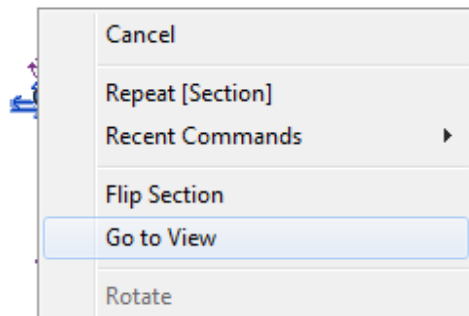 Cancel
Repeat [Section]
Recent Commands
Flip Section
Go to View
Rotate